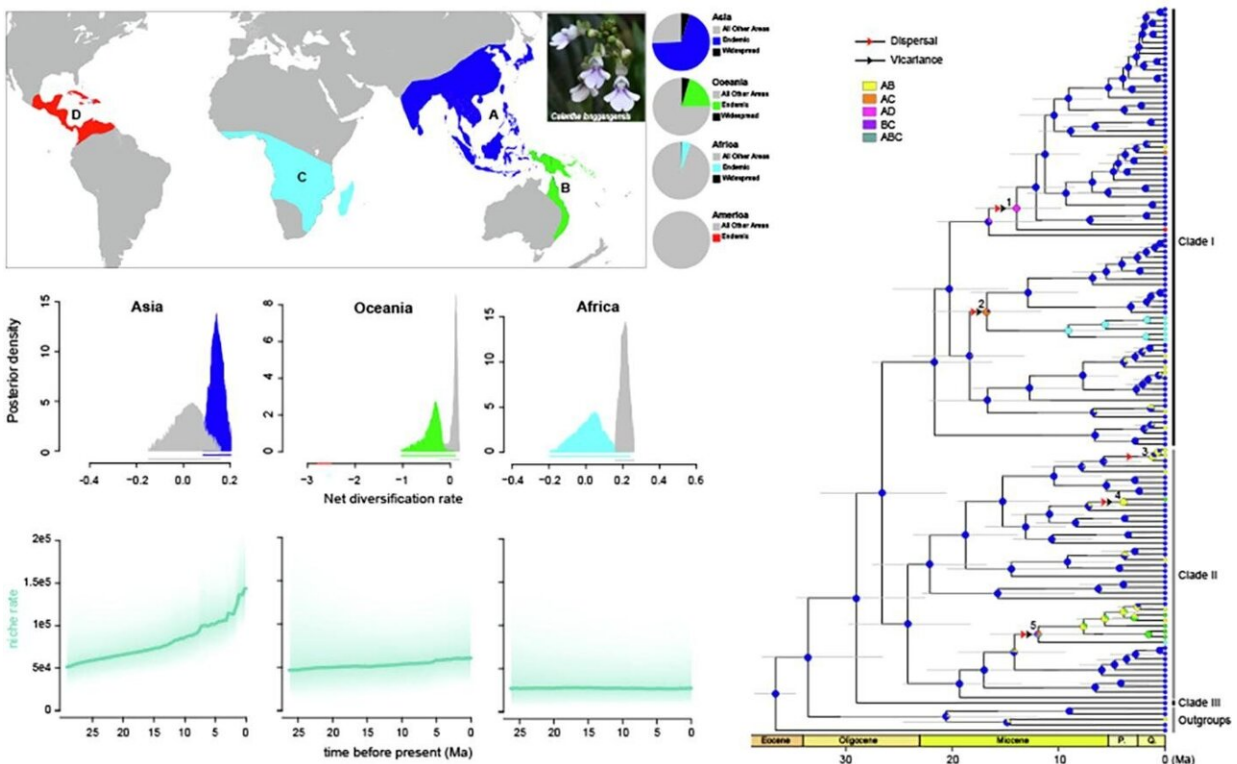 D
C
A
B
Calanthe tsoongiana
Asia
All Other Areas
Endemic
Widespread
Oceania
All Other Areas
Endemis
Widespread
Africa
All Other Areas
Endemic
Widespread
America
All Other Areas
Endemis
Dispersal
Vicariance
AB
AC
AD
BC
ABC
1
2
3
4
5
Clade I
Clade II
Clade III
Outgroups
Eocene
Oligocene
Miocene
P.
Q.
30
20
10
0 (Ma)
Posterior density
Asia
15
10
5
0
−0.4
−0.2
0.0
0.2
Oceania
8
6
4
2
0
−3
−2
−1
0
Net diversification rate
Africa
15
10
5
0
−0.4
−0.2
0.0
0.2
0.4
0.6
niche rate
2e5
1.5e5
1e5
5e4
0
25
20
15
10
5
0
25
20
15
10
5
0
25
20
15
10
5
0
time before present (Ma)